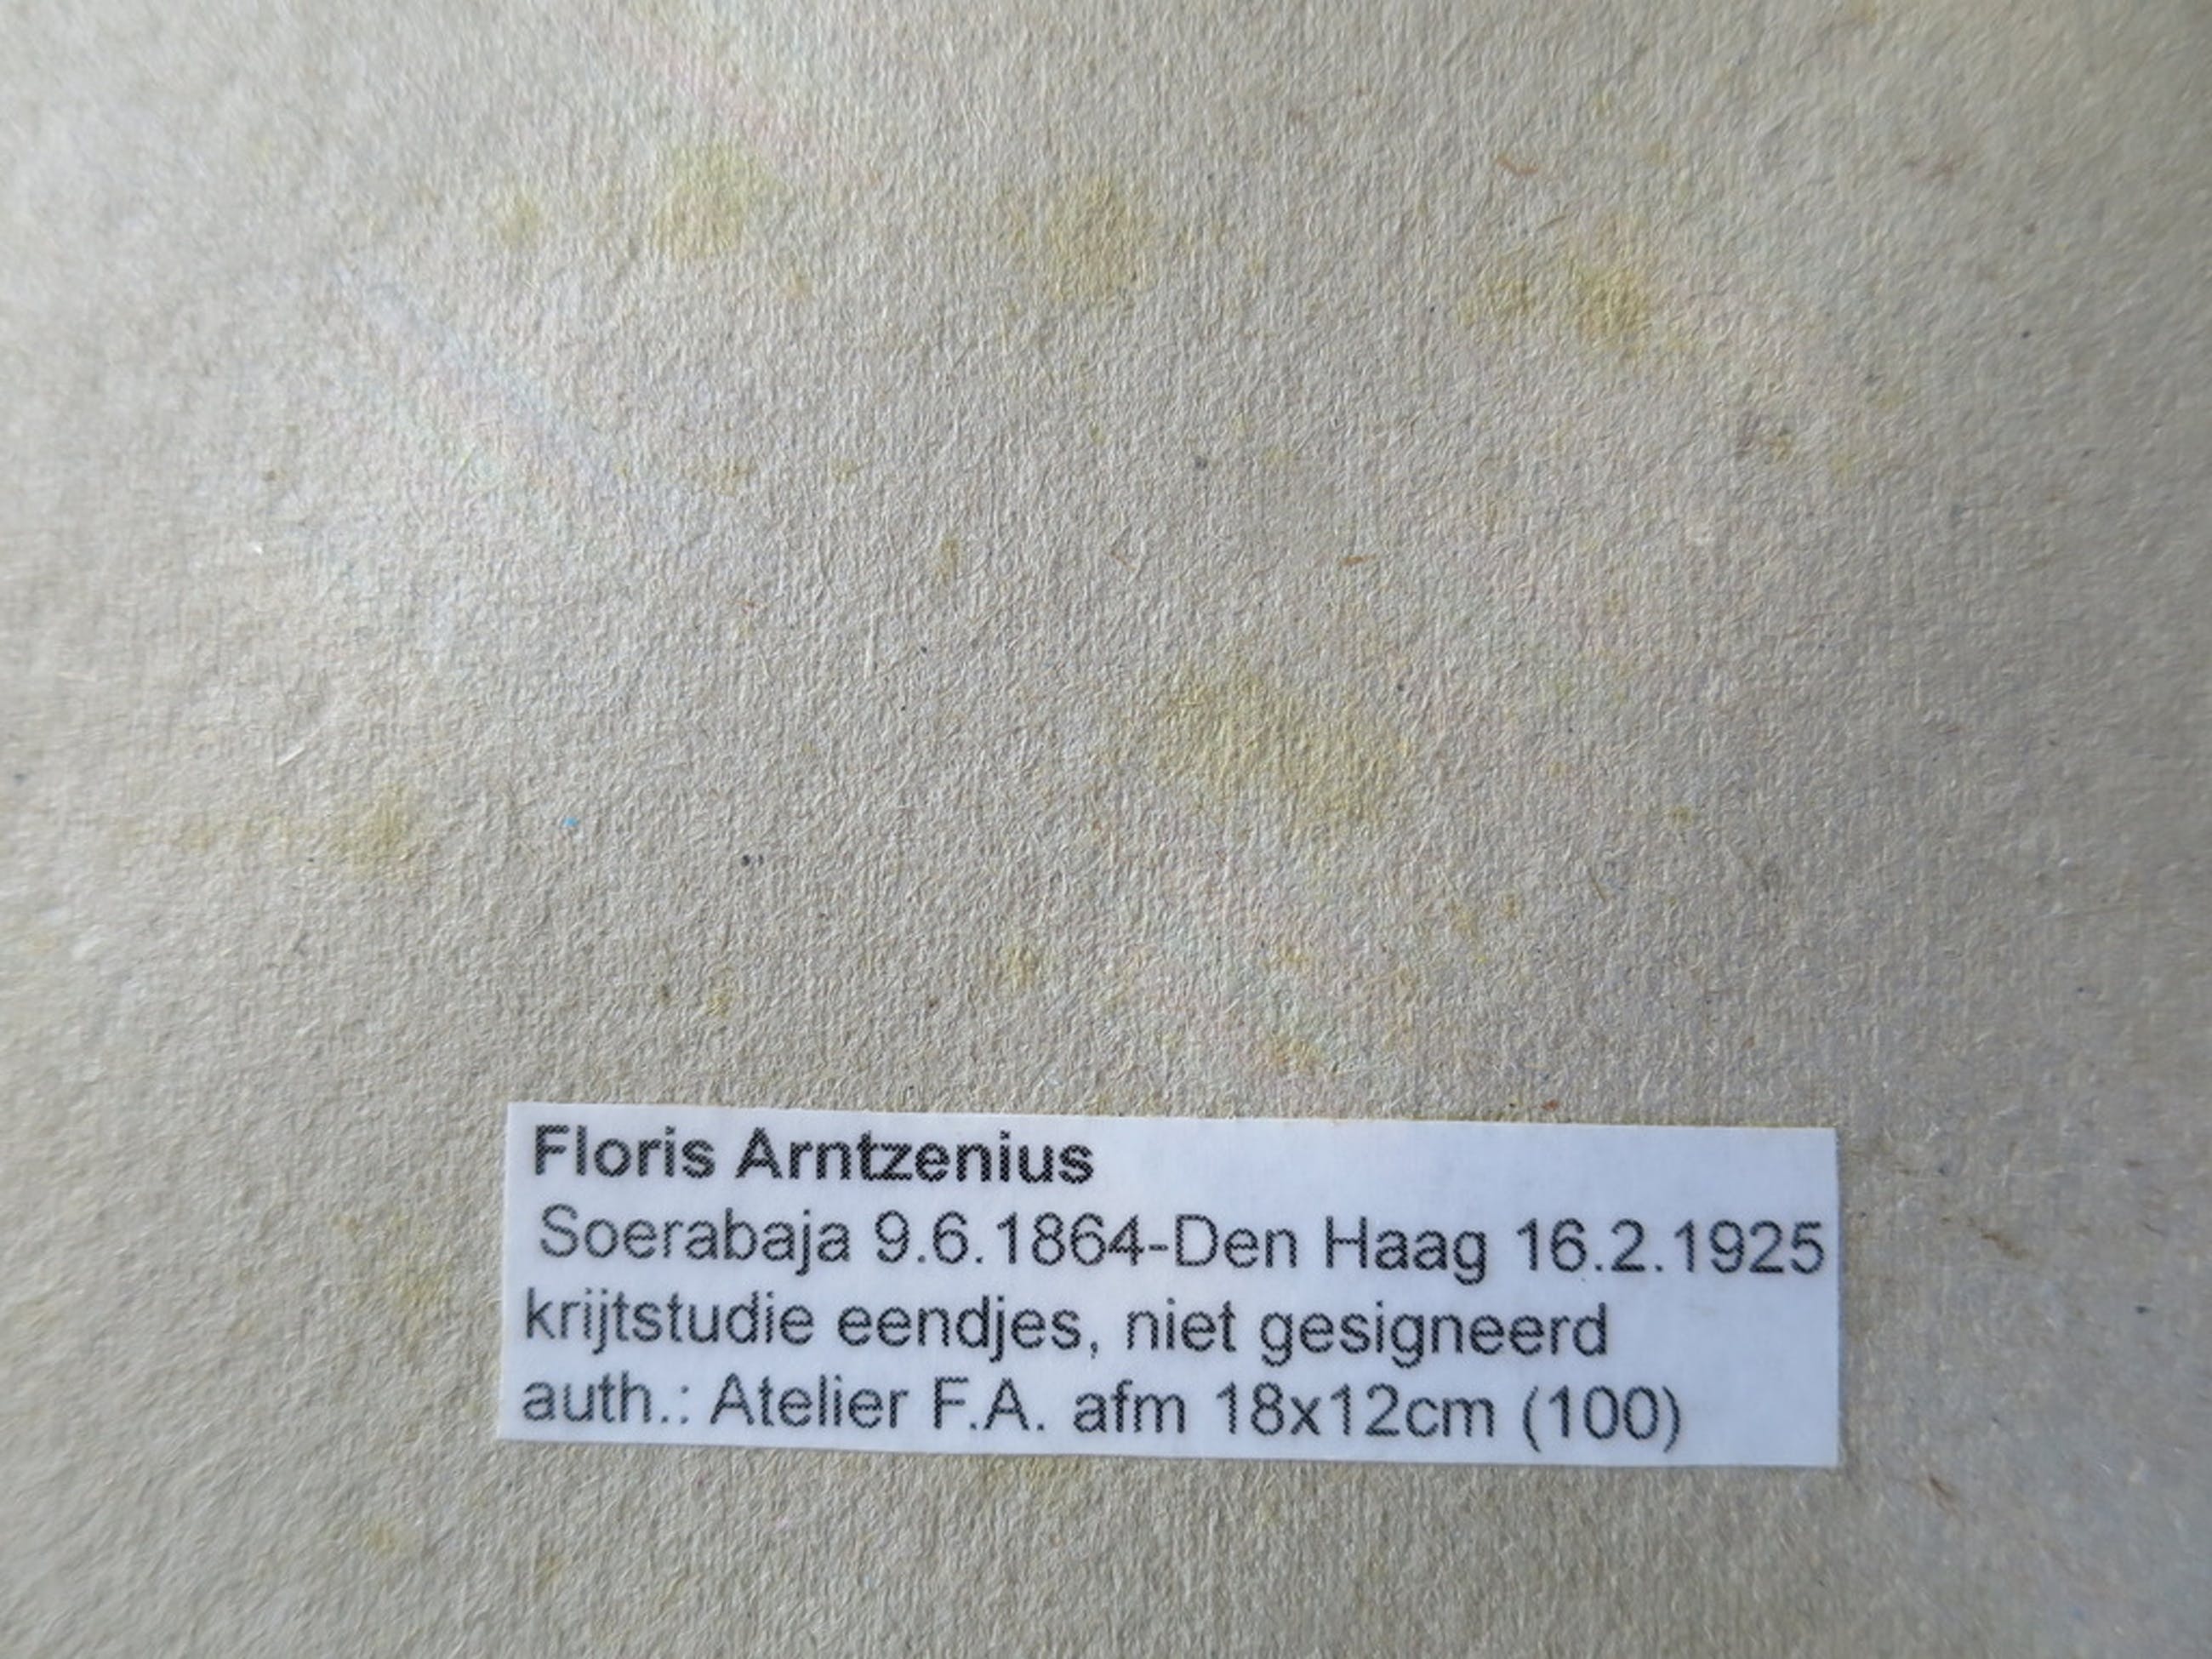 Floris Arntzenius
Soerabaja 9.6.1864-Den Haag 16.2.1925
krijtstudie eendjes, niet gesigneerd
auth.: Atelier F.A. afm 18x12cm (100)